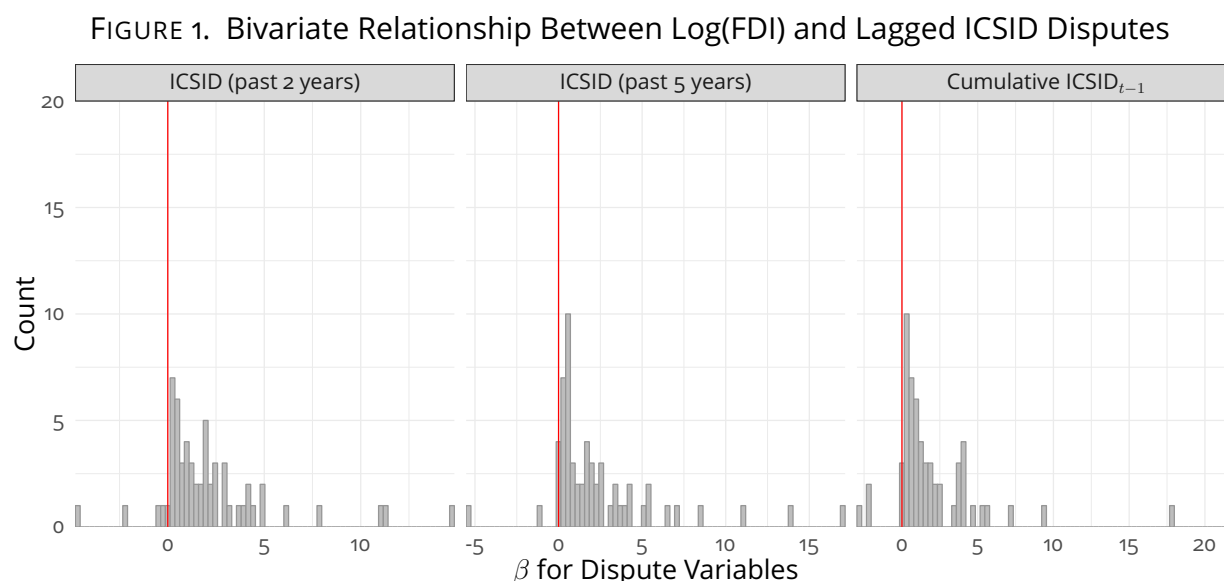 FIGURE 1. Bivariate Relationship Between Log(FDI) and Lagged ICSID Disputes
ICSID (past 2 years) ICSID (past 5 years) Cumulative ICSID_{t−1}
20
15
10
5
0
Count
0 5 10 -5 0 5 10 15 0 5 10 15 20
β for Dispute Variables